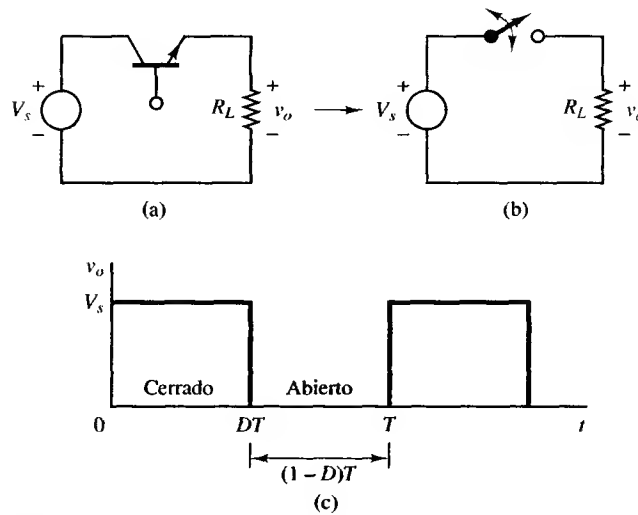 + V_s −
R_L
+ v_o −
(a)
+ V_s −
R_L
+ v_o −
(b)
v_o
V_s
Cerrado
Abierto
0 DT T t
(1 − D)T
(c)